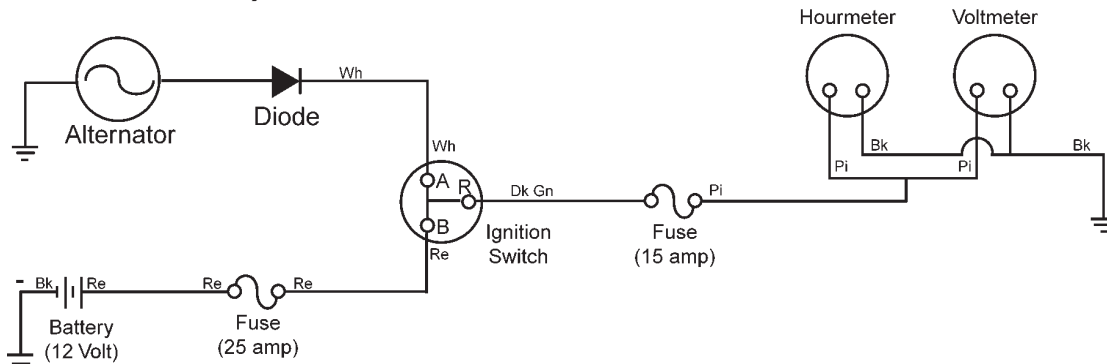 Hourmeter
Voltmeter
Wh
Alternator
Diode
Wh
Bk
Bk
Pi
Pi
A
R
Dk Gn
Pi
B
Ignition
Switch
Fuse
(15 amp)
Re
-
Bk
Re
Re
Re
Battery
(12 Volt)
Fuse
(25 amp)